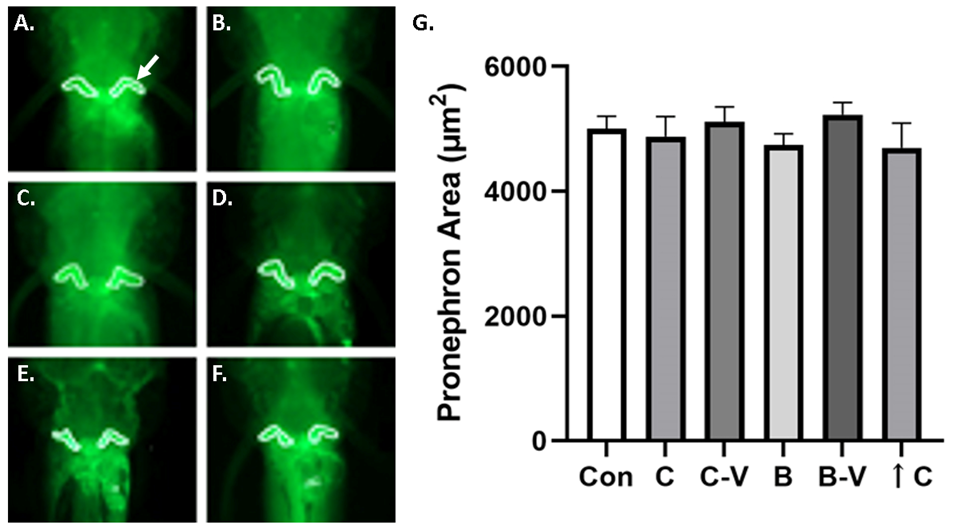 A.
B.
C.
D.
E.
F.
G.
Pronephron Area (µm²)
6000
4000
2000
0
Con C C-V B B-V ↑ C